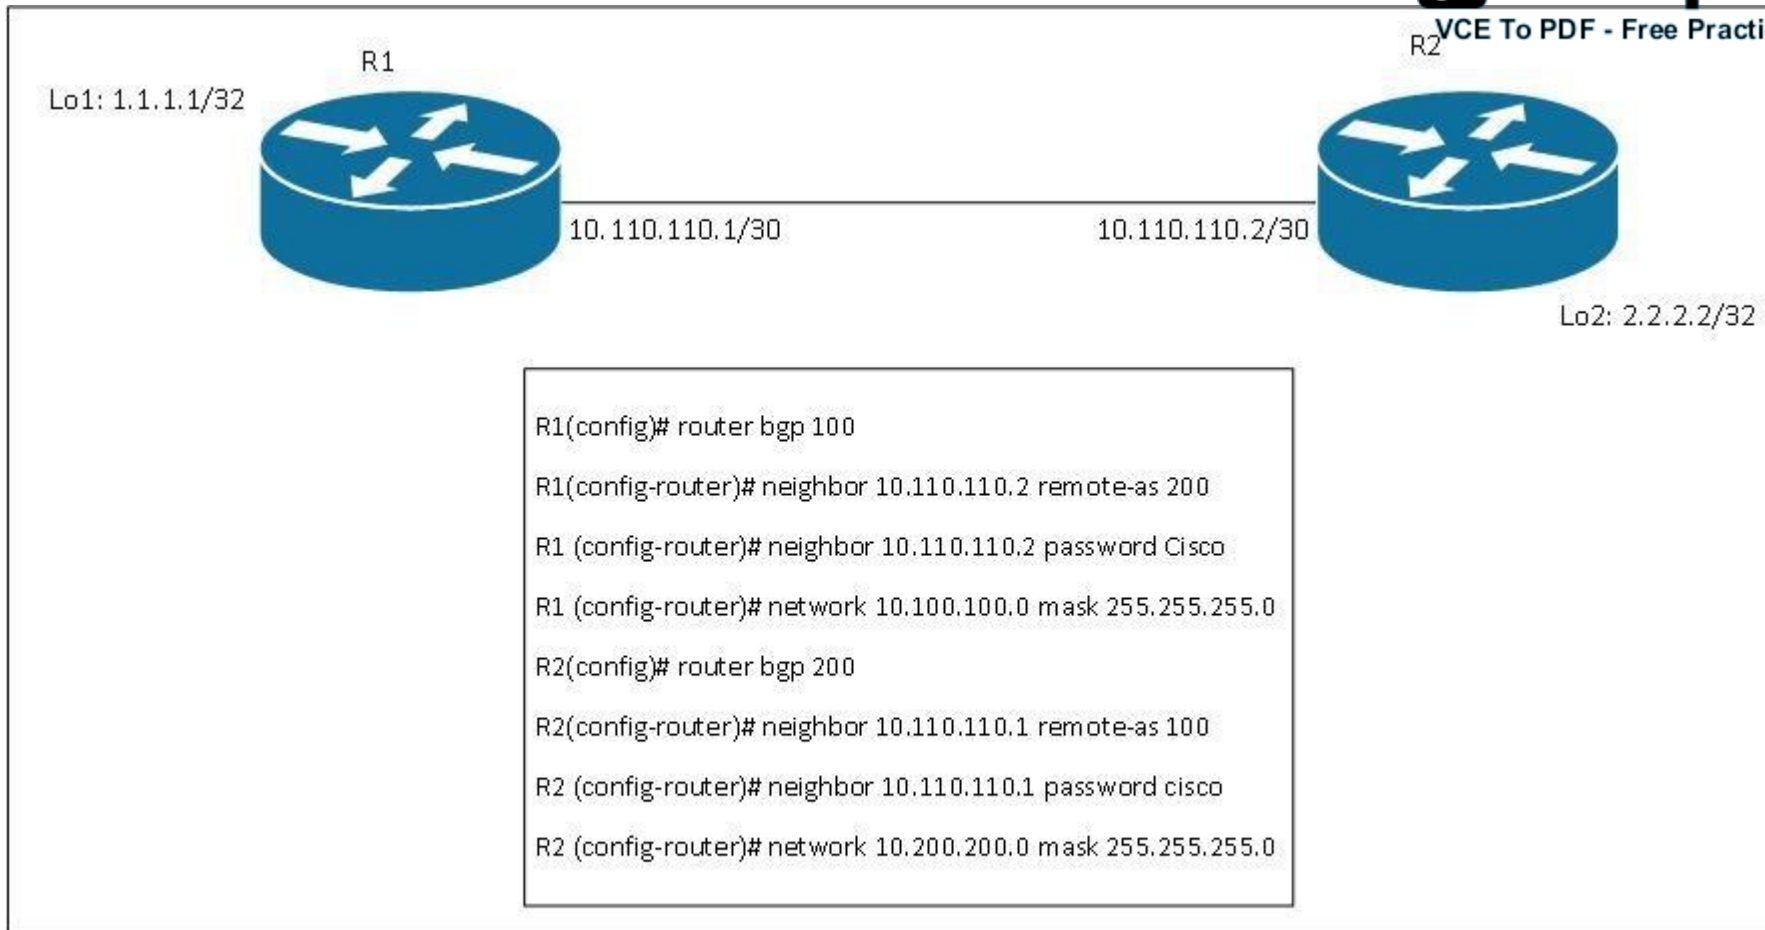 VCE To PDF - Free Practi
R1
R2
Lo1: 1.1.1.1/32
10.110.110.1/30
10.110.110.2/30
Lo2: 2.2.2.2/32
R1(config)# router bgp 100
R1(config-router)# neighbor 10.110.110.2 remote-as 200
R1 (config-router)# neighbor 10.110.110.2 password Cisco
R1 (config-router)# network 10.100.100.0 mask 255.255.255.0
R2(config)# router bgp 200
R2(config-router)# neighbor 10.110.110.1 remote-as 100
R2 (config-router)# neighbor 10.110.110.1 password cisco
R2 (config-router)# network 10.200.200.0 mask 255.255.255.0